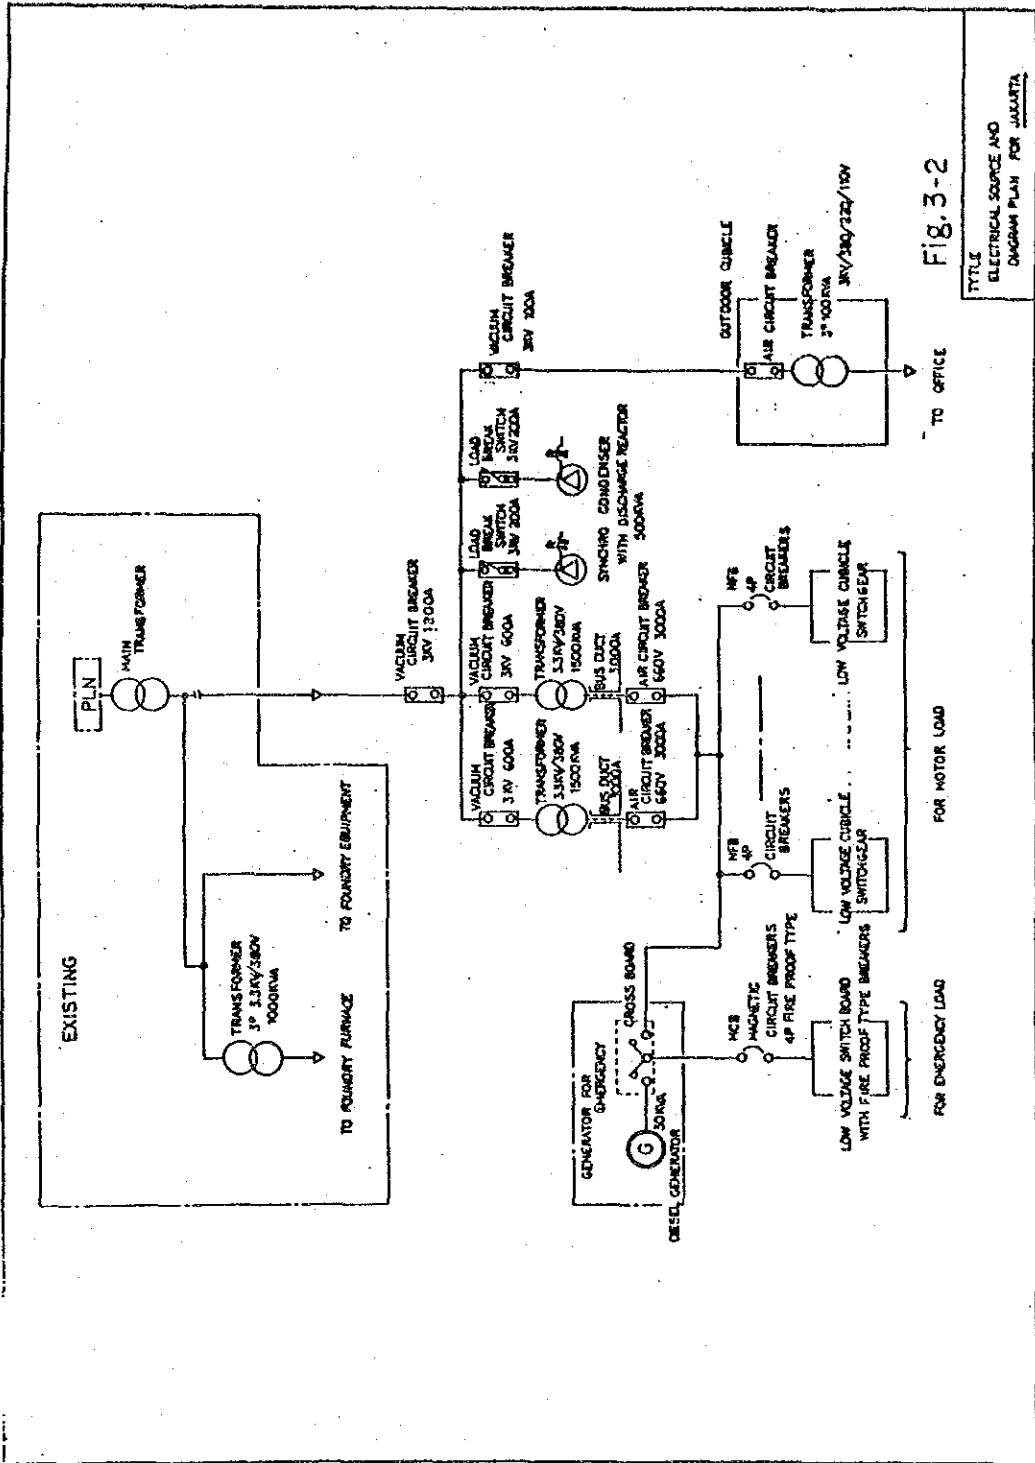 EXISTING
PLN
MAIN
TRANSFORMER
TRANSFORMER
3ᵠ 3.3KV/380V
1000KVA
TO FOUNDRY FURNACE
TO FOUNDRY EQUIPMENT
VACUUM
CIRCUIT BREAKER
3KV 1200A
VACUUM
CIRCUIT BREAKER
3KV 600A
VACUUM
CIRCUIT BREAKER
3KV 600A
LOAD
BREAK
SWITCH
3KV 200A
LOAD
BREAK
SWITCH
3KV 200A
VACUUM
CIRCUIT BREAKER
3KV 100A
TRANSFORMER
3.3KV/380V
1500KVA
TRANSFORMER
3.3KV/380V
1500KVA
R
R
SYNCHRO CONDENSER
WITH DISCHARGE REACTOR
500KVA
BUS DUCT
3000A
BUS DUCT
3000A
AIR
CIRCUIT BREAKER
660V 3000A
AIR CIRCUIT BREAKER
660V 3000A
OUTDOOR CUBICLE
AIR CIRCUIT BREAKER
TRANSFORMER
3ᵠ 100KVA
3KV/380/220/110V
TO OFFICE
GENERATOR FOR
EMERGENCY
CROSS BOARD
G
50KVA
DIESEL GENERATOR
MCB
MAGNETIC
CIRCUIT BREAKERS
4P FIRE PROOF TYPE
MFB
4P
CIRCUIT
BREAKERS
MFB
4P
CIRCUIT
BREAKERS
LOW VOLTAGE SWITCH BOARD
WITH FIRE PROOF TYPE BREAKERS
LOW VOLTAGE CUBICLE
SWITCHGEAR
LOW VOLTAGE CUBICLE
SWITCHGEAR
FOR EMERGENCY LOAD
FOR MOTOR LOAD
Fig. 3-2
TYTLE
ELECTRICAL SOURCE AND
DIAGRAM PLAN FOR JAKARTA